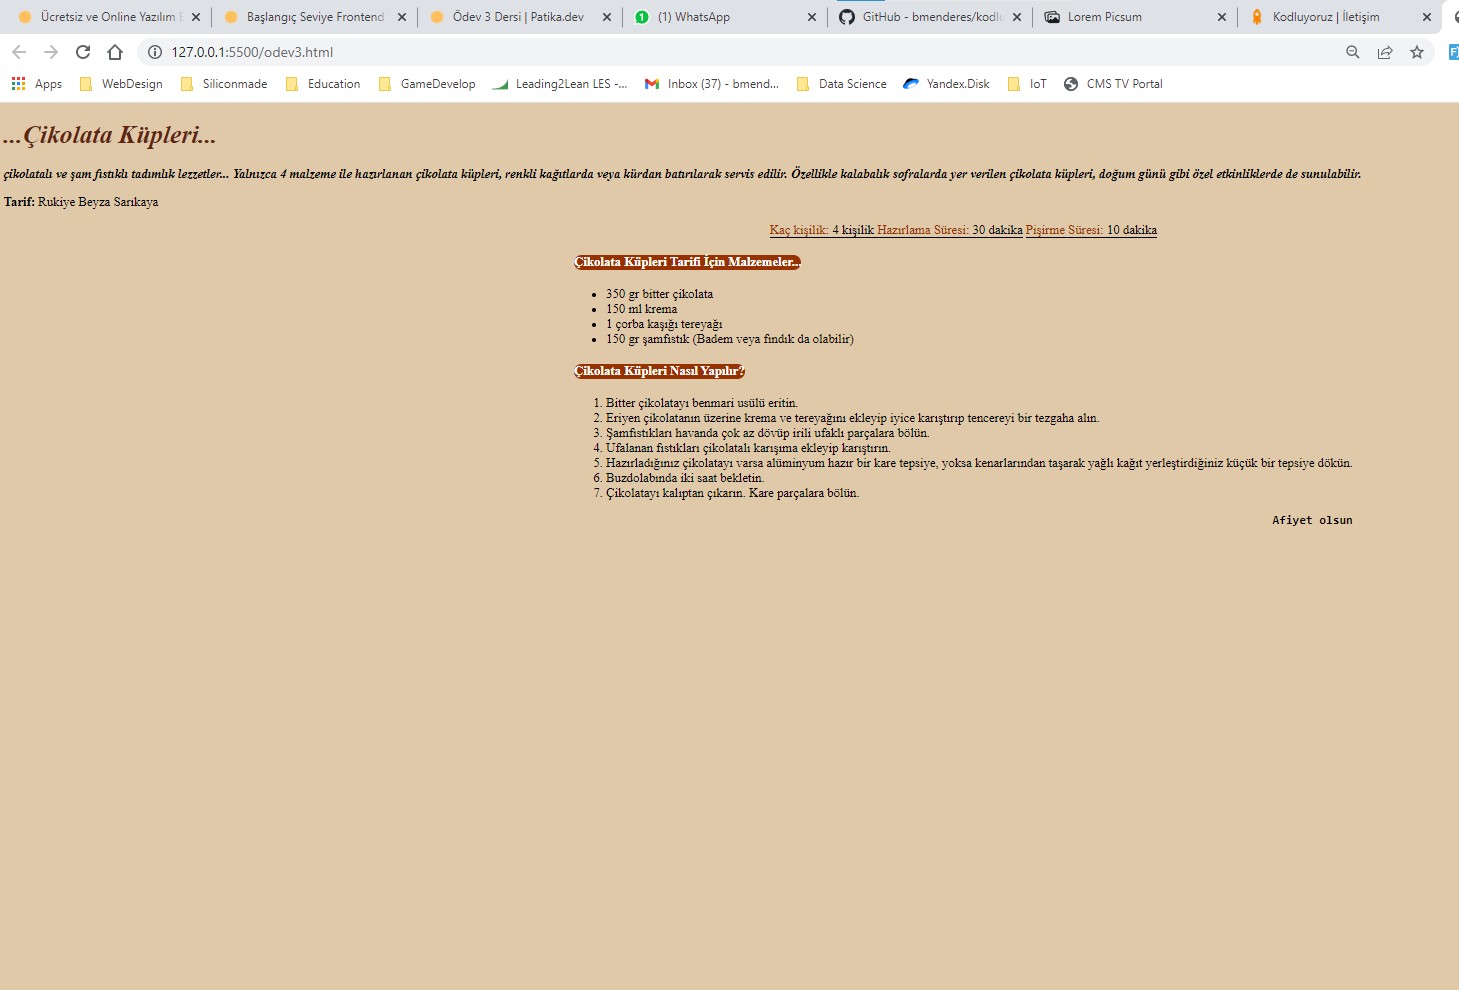 Ücretsiz ve Online Yazılım
Başlangıç Seviye Frontend
Ödev 3 Dersi | Patika.dev
1 (1) WhatsApp
GitHub - bmenderes/kodlu
Lorem Picsum
Kodluyoruz | İletişim
127.0.0.1:5500/odev3.html
Apps
WebDesign
Siliconmade
Education
GameDevelop
Leading2Lean LES -...
Inbox (37) - bmend...
Data Science
Yandex.Disk
IoT
CMS TV Portal
...Çikolata Küpleri...
çikolatalı ve şam fıstıklı tadımlık lezzetler... Yalnızca 4 malzeme ile hazırlanan çikolata küpleri, renkli kağıtlarda veya kürdan batırılarak servis edilir. Özellikle kalabalık sofralarda yer verilen çikolata küpleri, doğum günü gibi özel etkinliklerde de sunulabilir.
Tarif: Rukiye Beyza Sarıkaya
Kaç kişilik: 4 kişilik Hazırlama Süresi: 30 dakika Pişirme Süresi: 10 dakika
Çikolata Küpleri Tarifi İçin Malzemeler...
• 350 gr bitter çikolata
• 150 ml krema
• 1 çorba kaşığı tereyağı
• 150 gr şamfıstık (Badem veya fındık da olabilir)
Çikolata Küpleri Nasıl Yapılır?
1. Bitter çikolatayı benmari usülü eritin.
2. Eriyen çikolatanın üzerine krema ve tereyağını ekleyip iyice karıştırıp tencereyi bir tezgaha alın.
3. Şamfıstıkları havanda çok az dövüp irili ufaklı parçalara bölün.
4. Ufalanan fıstıkları çikolatalı karışıma ekleyip karıştırın.
5. Hazırladığınız çikolatayı varsa alüminyum hazır bir kare tepsiye, yoksa kenarlarından taşarak yağlı kağıt yerleştirdiğiniz küçük bir tepsiye dökün.
6. Buzdolabında iki saat bekletin.
7. Çikolatayı kalıptan çıkarın. Kare parçalara bölün.
Afiyet olsun